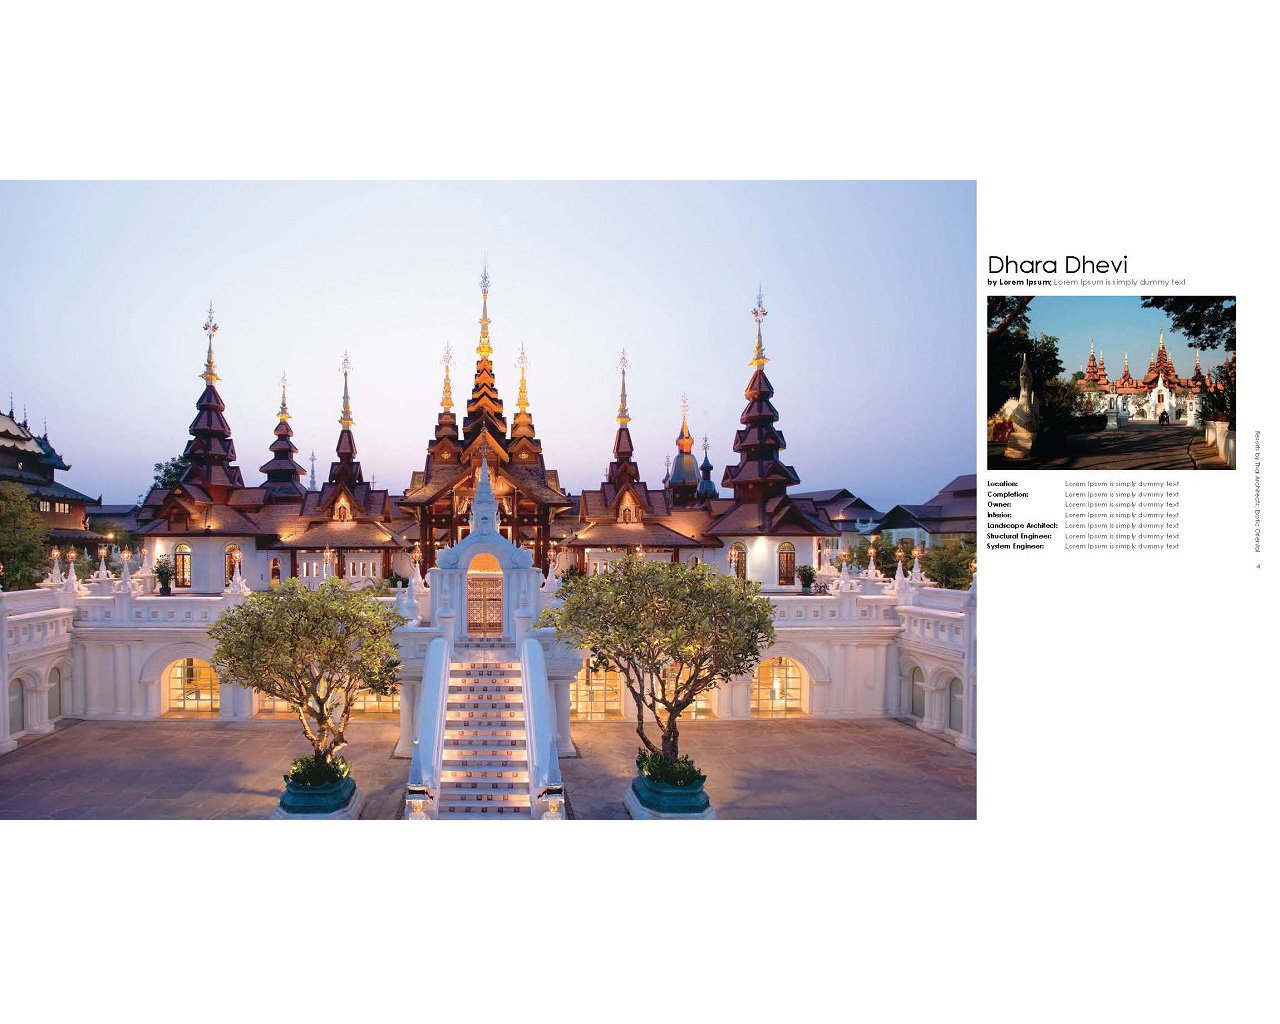 Dhara Dhevi
by Lorem Ipsum; Lorem Ipsum is simply dummy text
Location: Lorem Ipsum is simply dummy text
Completion: Lorem Ipsum is simply dummy text
Owner: Lorem Ipsum is simply dummy text
Interior: Lorem Ipsum is simply dummy text
Landscape Architect: Lorem Ipsum is simply dummy text
Structural Engineer: Lorem Ipsum is simply dummy text
System Engineer: Lorem Ipsum is simply dummy text
Resorts by Thai Architects: Exotic Oriental